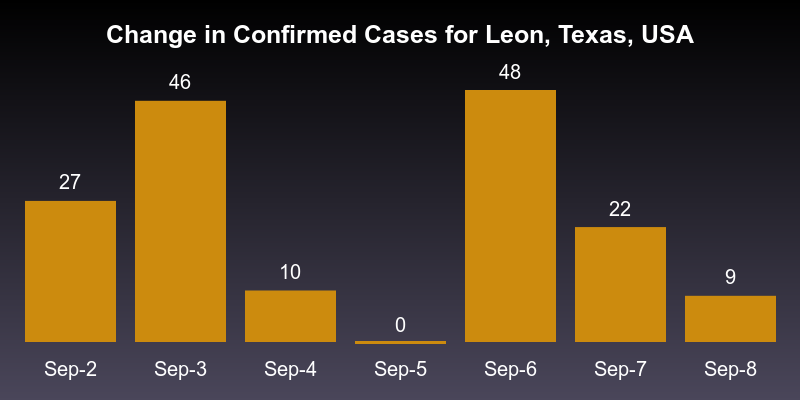 Change in Confirmed Cases for Leon, Texas, USA
27
46
10
0
48
22
9
Sep-2
Sep-3
Sep-4
Sep-5
Sep-6
Sep-7
Sep-8